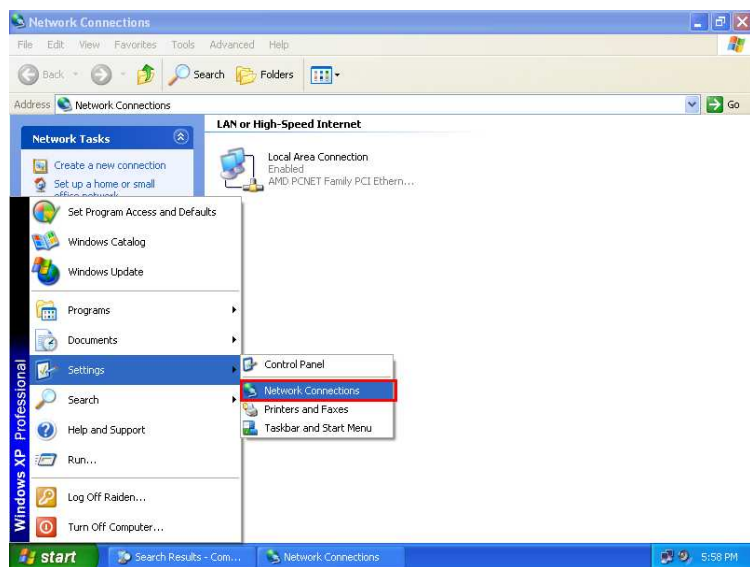 Network Connections
File Edit View Favorites Tools Advanced Help
Back Search Folders
Address Network Connections Go
Network Tasks
Create a new connection
Set up a home or small
office network
LAN or High-Speed Internet
Local Area Connection
Enabled
AMD PCNET Family PCI Ethern...
Set Program Access and Defaults
Windows Catalog
Windows Update
Programs
Documents
Settings
Search
Help and Support
Run...
Log Off Raiden...
Turn Off Computer...
Windows XP Professional
Control Panel
Network Connections
Printers and Faxes
Taskbar and Start Menu
start Search Results - Com... Network Connections 5:58 PM